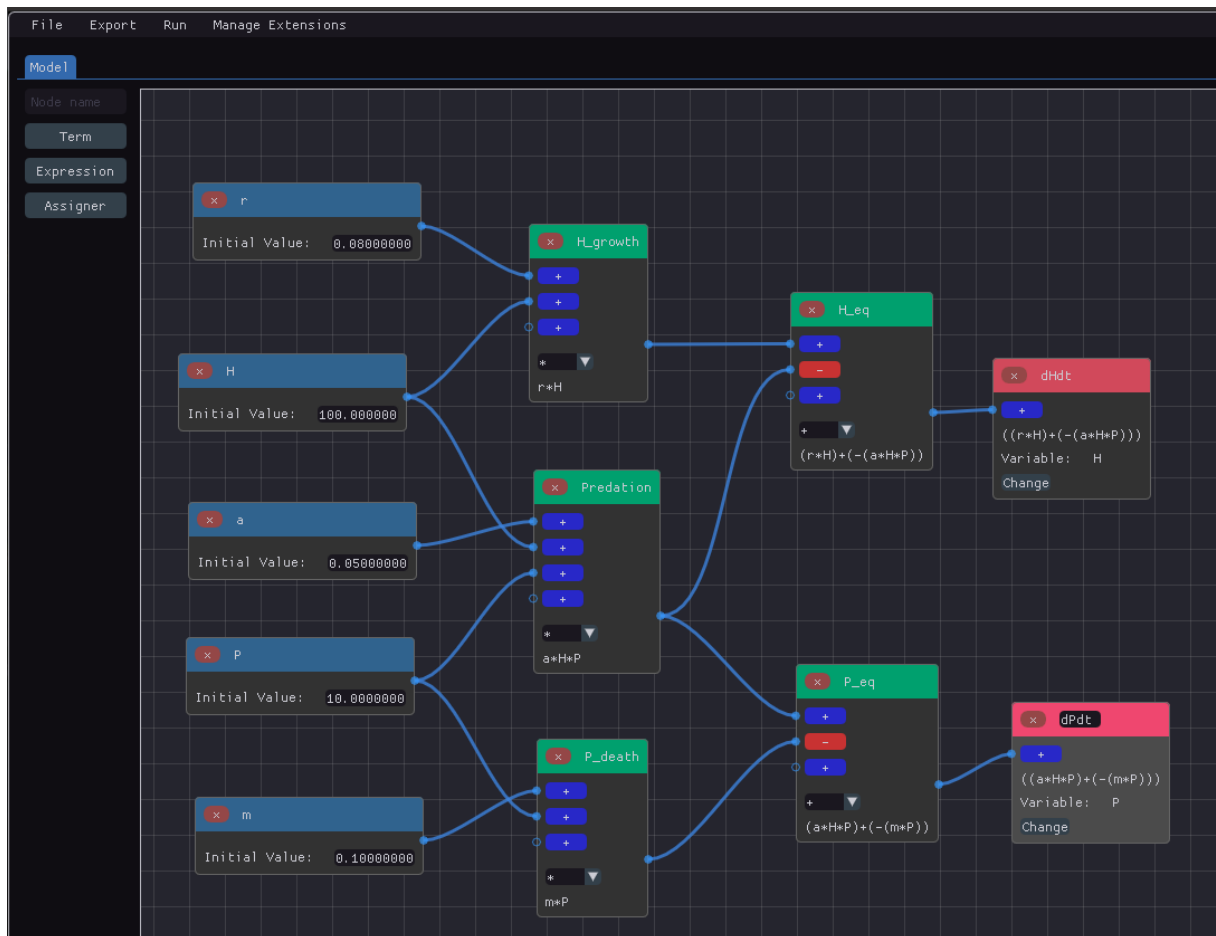 File Export Run Manage Extensions
Model
Node name
Term
Expression
Assigner
× r
Initial Value: 0.08000000
× H
Initial Value: 100.000000
× a
Initial Value: 0.05000000
× P
Initial Value: 10.0000000
× m
Initial Value: 0.10000000
× H_growth
+
+
+
* ▼
r*H
× Predation
+
+
+
+
* ▼
a*H*P
× P_death
+
+
+
* ▼
m*P
× H_eq
+
-
+
+ ▼
(r*H)+(-(a*H*P))
× P_eq
+
-
+
+ ▼
(a*H*P)+(-(m*P))
× dHdt
+
((r*H)+(-(a*H*P)))
Variable: H
Change
× dPdt
+
((a*H*P)+(-(m*P)))
Variable: P
Change